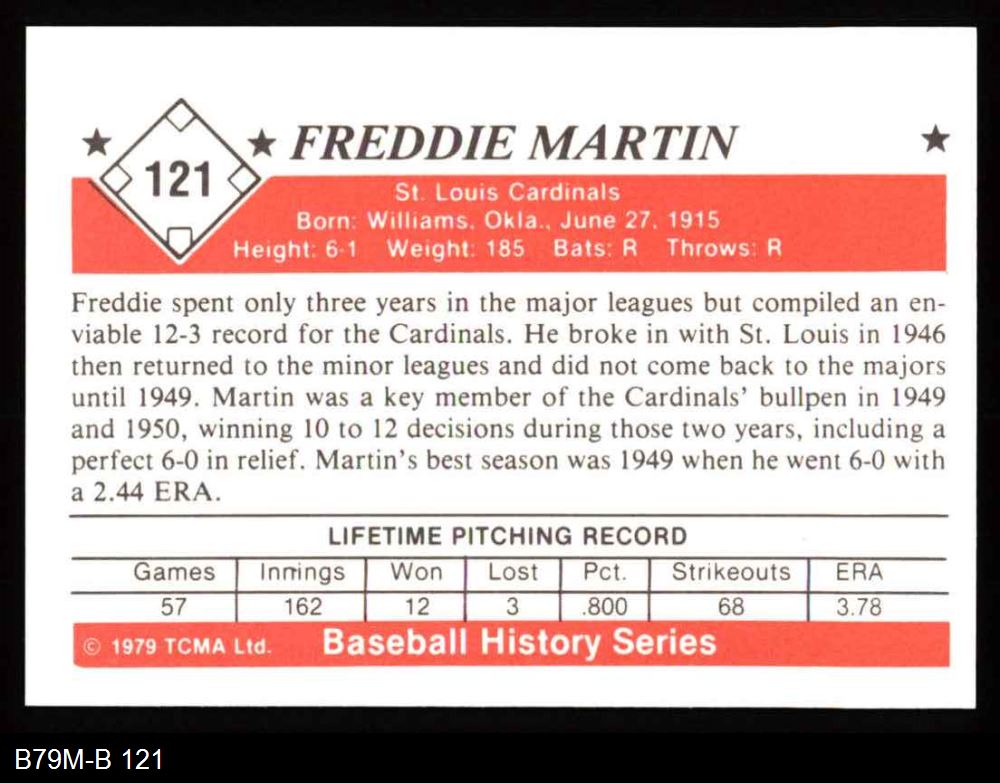 121
FREDDIE MARTIN
St. Louis Cardinals
Born: Williams, Okla., June 27, 1915
Height: 6-1 Weight: 185 Bats: R Throws: R
Freddie spent only three years in the major leagues but compiled an en-
viable 12-3 record for the Cardinals. He broke in with St. Louis in 1946
then returned to the minor leagues and did not come back to the majors
until 1949. Martin was a key member of the Cardinals' bullpen in 1949
and 1950, winning 10 to 12 decisions during those two years, including a
perfect 6-0 in relief. Martin's best season was 1949 when he went 6-0 with
a 2.44 ERA.
LIFETIME PITCHING RECORD
Games Innings Won Lost Pct. Strikeouts ERA
57 162 12 3 .800 68 3.78
© 1979 TCMA Ltd. Baseball History Series
B79M-B 121